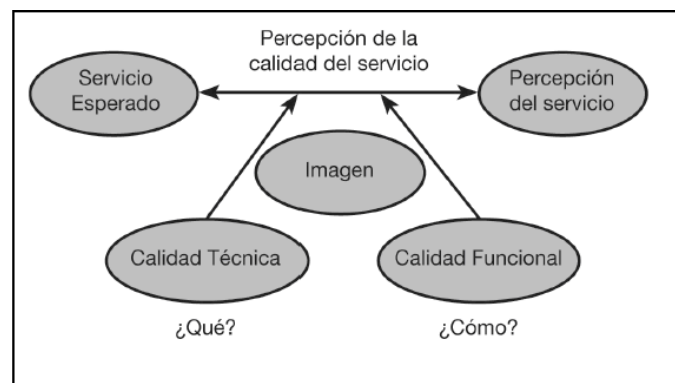 Percepción de la
calidad del servicio
Servicio
Esperado
Percepción
del servicio
Imagen
Calidad Técnica
Calidad Funcional
¿Qué?
¿Cómo?